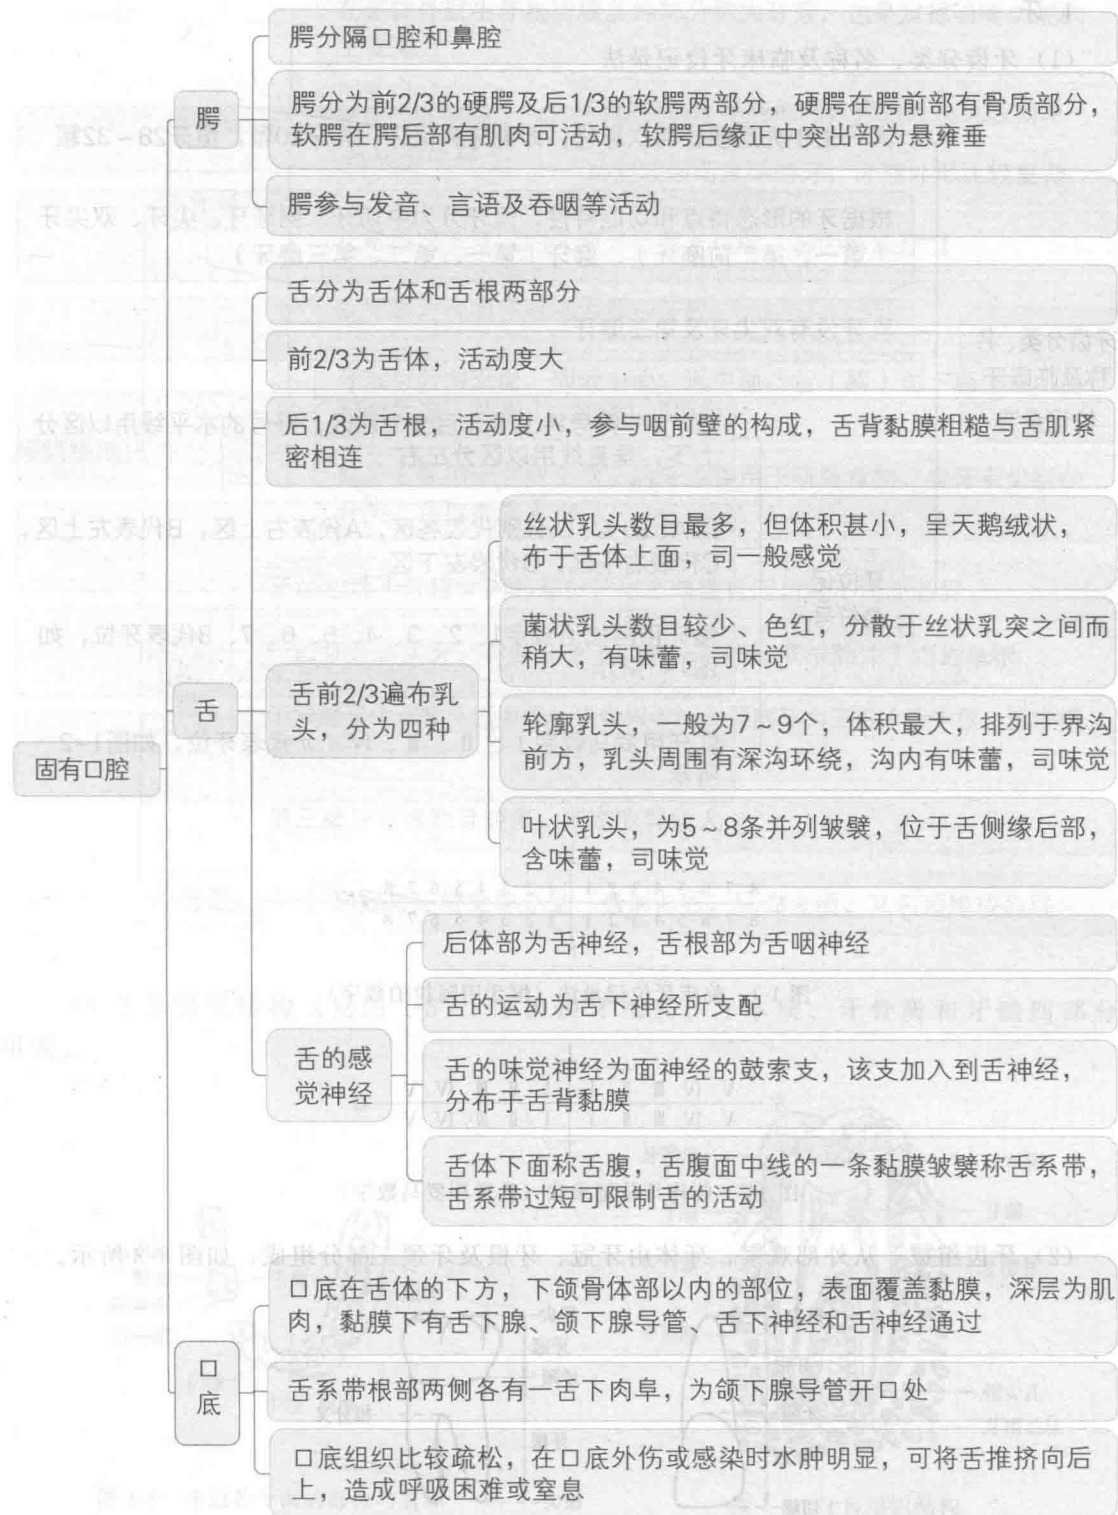 固有口腔
腭
腭分隔口腔和鼻腔
腭分为前2/3的硬腭及后1/3的软腭两部分，硬腭在腭前部有骨质部分，
软腭在腭后部有肌肉可活动，软腭后缘正中突出部为悬雍垂
腭参与发音、言语及吞咽等活动
舌
舌分为舌体和舌根两部分
前2/3为舌体，活动度大
后1/3为舌根，活动度小，参与咽前壁的构成，舌背黏膜粗糙与舌肌紧
密相连
舌前2/3遍布乳
头，分为四种
丝状乳头数目最多，但体积甚小，呈天鹅绒状，
布于舌体上面，司一般感觉
菌状乳头数目较少、色红，分散于丝状乳突之间而
稍大，有味蕾，司味觉
轮廓乳头，一般为7～9个，体积最大，排列于界沟
前方，乳头周围有深沟环绕，沟内有味蕾，司味觉
叶状乳头，为5～8条并列皱襞，位于舌侧缘后部，
含味蕾，司味觉
舌的感
觉神经
后体部为舌神经，舌根部为舌咽神经
舌的运动为舌下神经所支配
舌的味觉神经为面神经的鼓索支，该支加入到舌神经，
分布于舌背黏膜
舌体下面称舌腹，舌腹面中线的一条黏膜皱襞称舌系带，
舌系带过短可限制舌的活动
口
底
口底在舌体的下方，下颌骨体部以内的部位，表面覆盖黏膜，深层为肌
肉，黏膜下有舌下腺、颌下腺导管、舌下神经和舌神经通过
舌系带根部两侧各有一舌下肉阜，为颌下腺导管开口处
口底组织比较疏松，在口底外伤或感染时水肿明显，可将舌推挤向后
上，造成呼吸困难或窒息